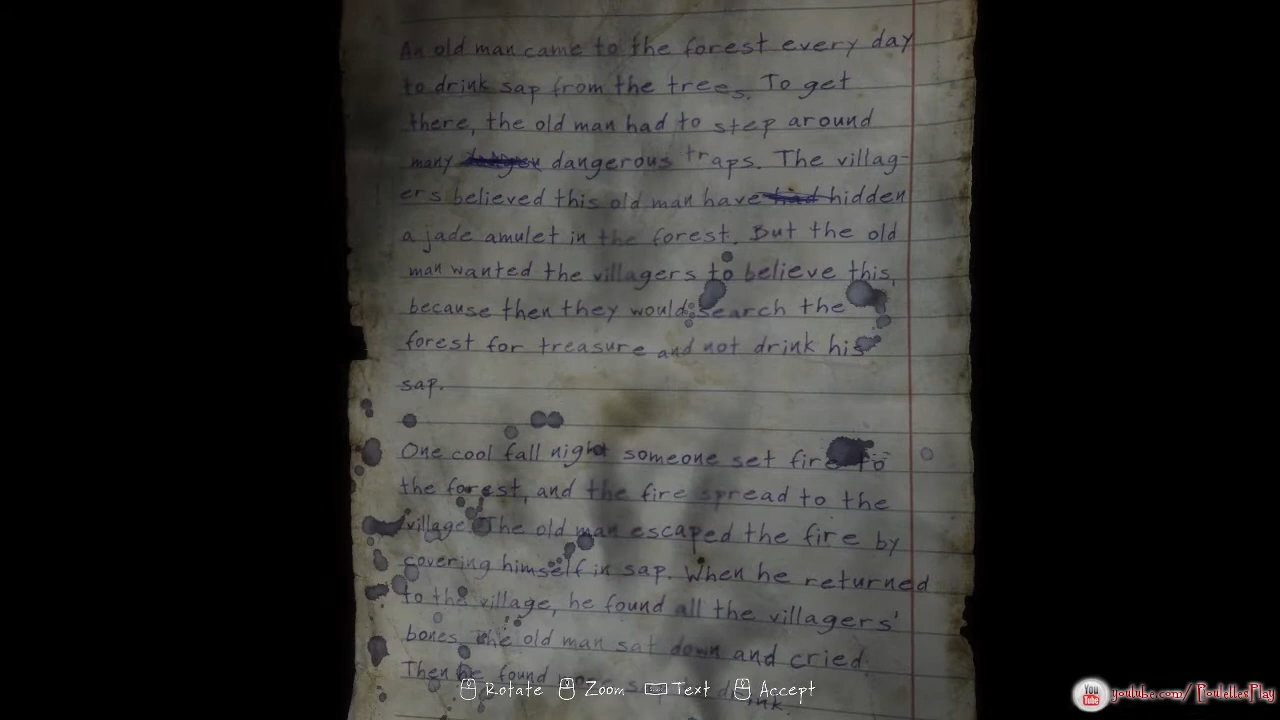 An old man came to the forest every day
to drink sap from the trees. To get
there, the old man had to step around
many dangerous traps. The villag-
ers believed this old man have hidden
a jade amulet in the forest. But the old
man wanted the villagers to believe this,
because then they would search the
forest for treasure and not drink his
sap.
One cool fall night someone set fire to
the forest, and the fire spread to the
village. The old man escaped the fire by
covering himself in sap. When he returned
to the village, he found all the villagers'
bones. The old man sat down and cried.
Then he found
Rotate Zoom Text Accept
You Tube youtube.com/RouldlesPlay